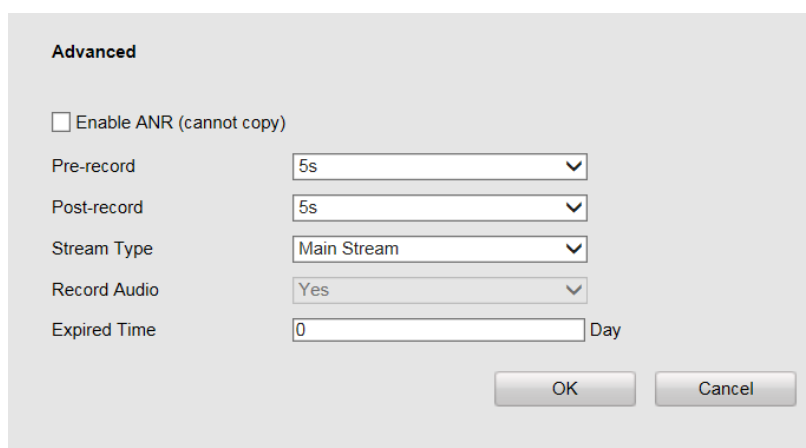 Advanced
Enable ANR (cannot copy)
Pre-record 5s
Post-record 5s
Stream Type Main Stream
Record Audio Yes
Expired Time 0 Day
OK Cancel